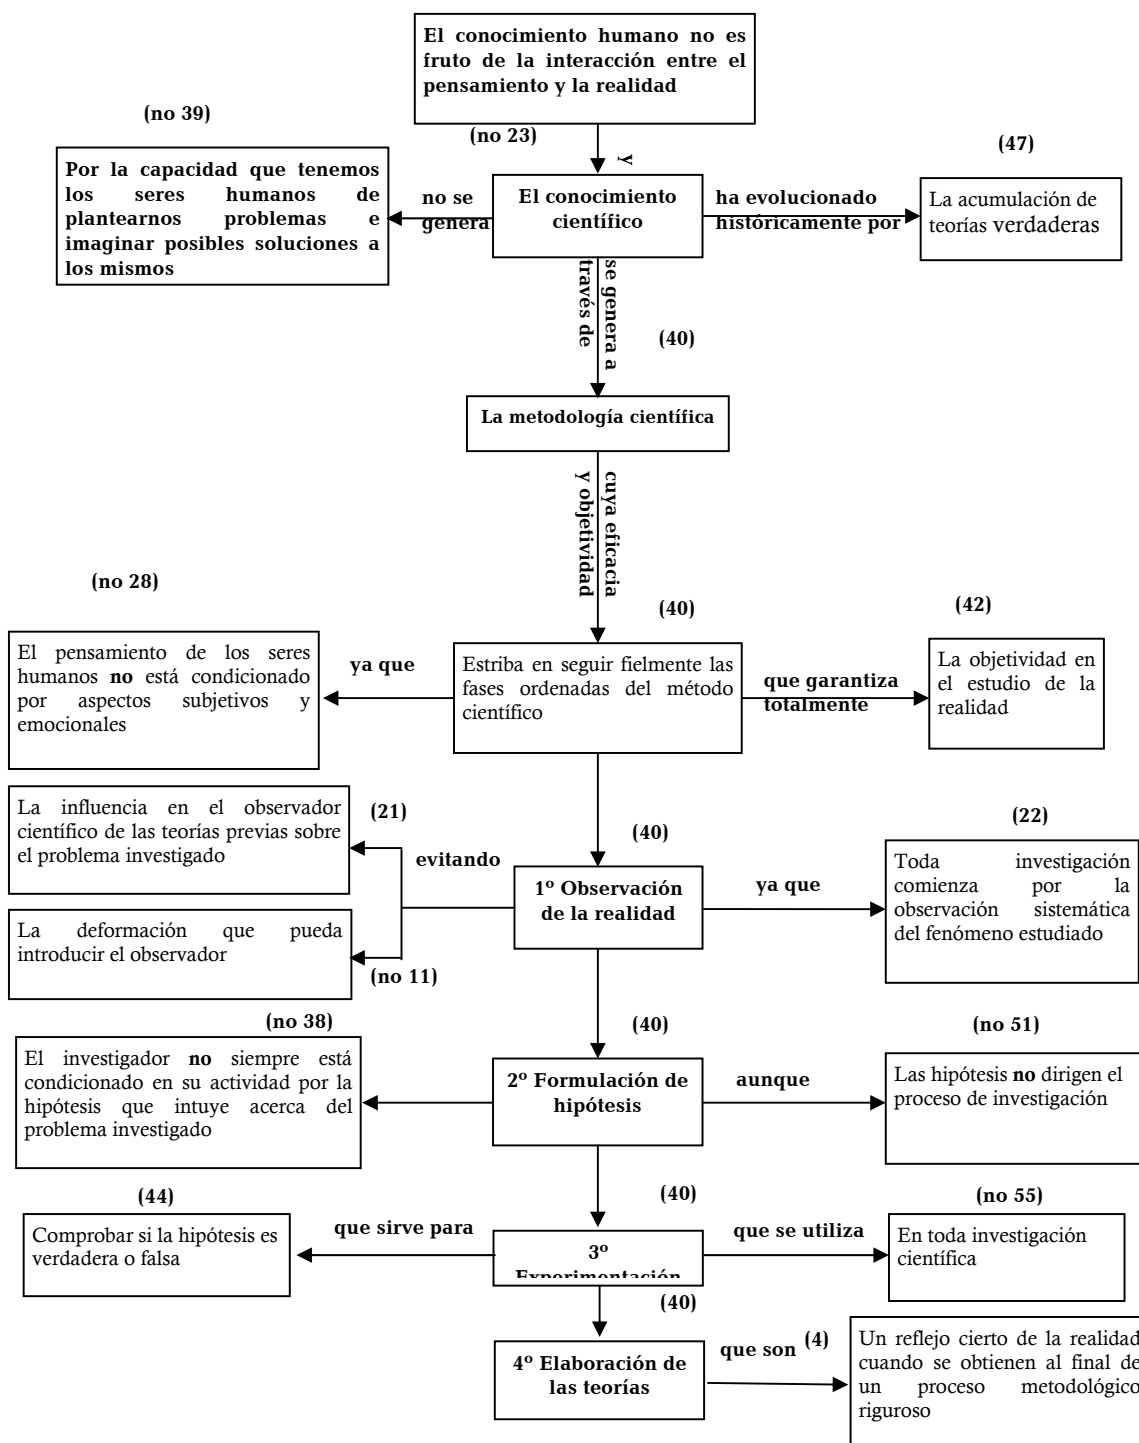 El conocimiento humano no es
fruto de la interacción entre el
pensamiento y la realidad
(no 39)
(no 23)
y
(47)
Por la capacidad que tenemos
los seres humanos de
plantearnos problemas e
imaginar posibles soluciones a
los mismos
no se
genera
El conocimiento
científico
ha evolucionado
históricamente por
La acumulación de
teorías verdaderas
se genera a
través de
(40)
La metodología científica
cuya eficacia
y objetividad
(no 28)
(40)
(42)
El pensamiento de los seres
humanos no está condicionado
por aspectos subjetivos y
emocionales
ya que
Estriba en seguir fielmente las
fases ordenadas del método
científico
que garantiza
totalmente
La objetividad en
el estudio de la
realidad
La influencia en el observador
científico de las teorías previas sobre
el problema investigado
(21)
evitando
(40)
(22)
La deformación que pueda
introducir el observador
(no 11)
1º Observación
de la realidad
ya que
Toda investigación
comienza por la
observación sistemática
del fenómeno estudiado
(no 38)
(40)
(no 51)
El investigador no siempre está
condicionado en su actividad por la
hipótesis que intuye acerca del
problema investigado
2º Formulación de
hipótesis
aunque
Las hipótesis no dirigen el
proceso de investigación
(44)
(40)
(no 55)
Comprobar si la hipótesis es
verdadera o falsa
que sirve para
3º
Experimentación
que se utiliza
En toda investigación
científica
(40)
4º Elaboración de
las teorías
que son
(4)
Un reflejo cierto de la realidad
cuando se obtienen al final de
un proceso metodológico
riguroso